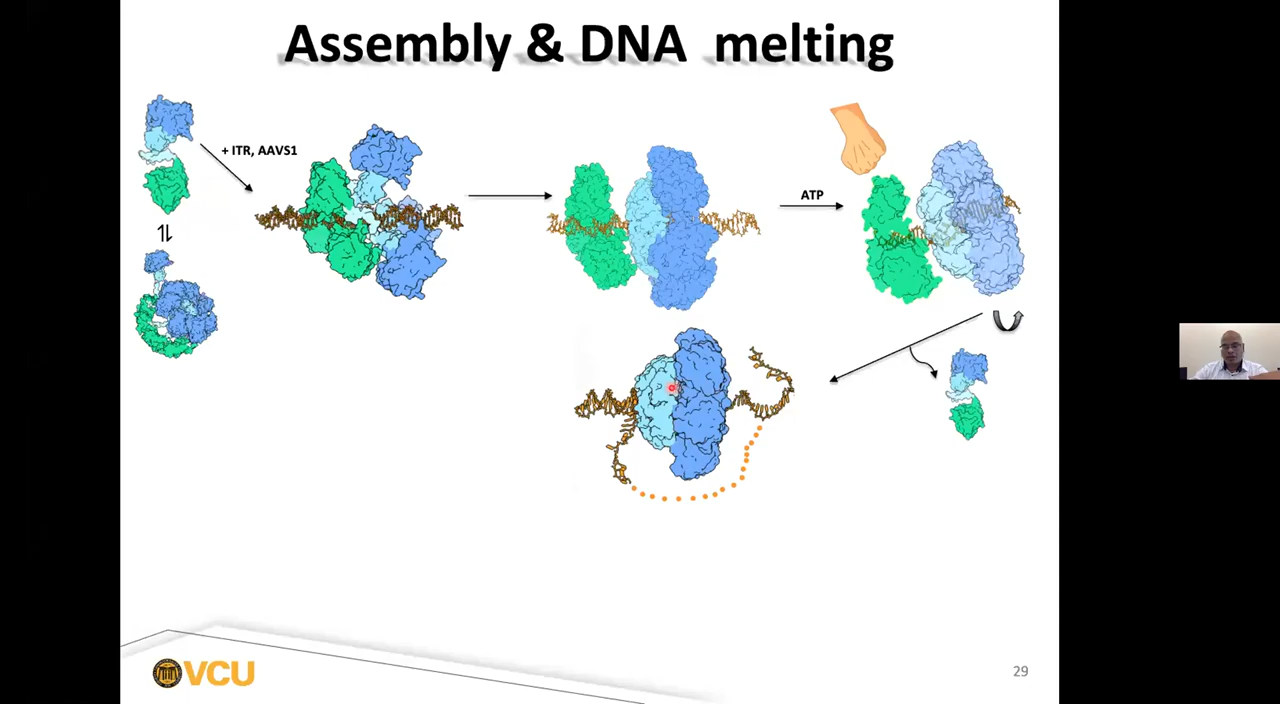 Assembly & DNA melting
+ ITR, AAVS1
ATP
VCU
29